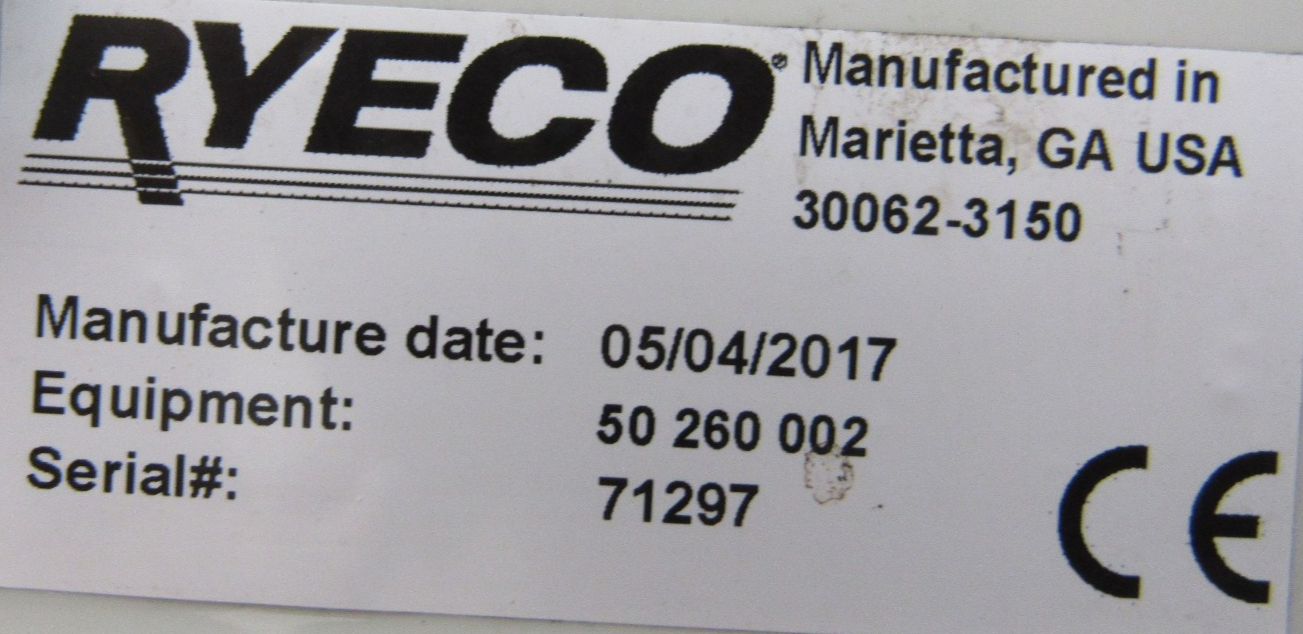 RYECO®
Manufactured in
Marietta, GA USA
30062-3150
Manufacture date: 05/04/2017
Equipment: 50 260 002
Serial#: 71297
CE